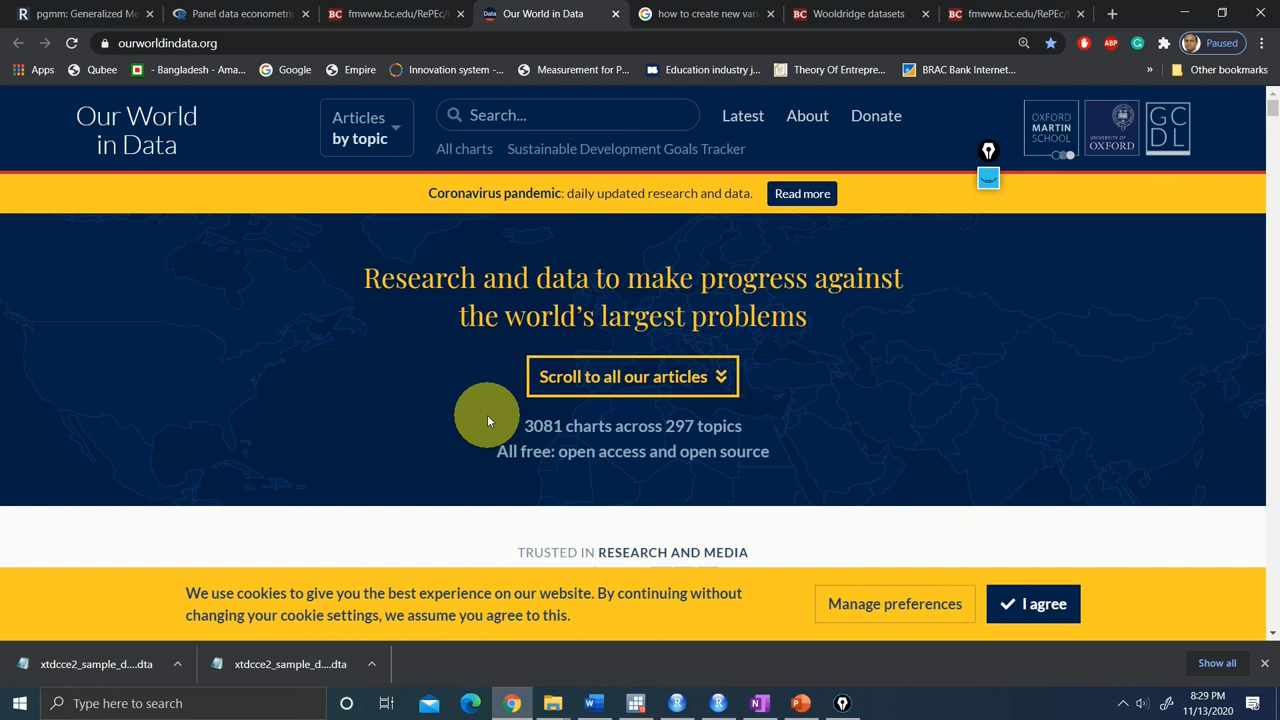 pgmm: Generalized Me
Panel data econometri
fmwww.bc.edu/RePEc/
Our World in Data
how to create new vari
Wooldridge datasets
fmwww.bc.edu/RePEc/
ourworldindata.org
ABP
Paused
Apps
Qubee
- Bangladesh - Ama...
Google
Empire
Innovation system -...
Measurement for P...
Education industry j...
Theory Of Entrepre...
BRAC Bank Internet...
»
Other bookmarks
Our World
in Data
Articles
by topic
Search...
Latest
About
Donate
All charts
Sustainable Development Goals Tracker
OXFORD
MARTIN
SCHOOL
UNIVERSITY OF
OXFORD
GC
DL
Coronavirus pandemic: daily updated research and data.
Read more
Research and data to make progress against
the world's largest problems
Scroll to all our articles
3081 charts across 297 topics
All free: open access and open source
TRUSTED IN RESEARCH AND MEDIA
We use cookies to give you the best experience on our website. By continuing without
changing your cookie settings, we assume you agree to this.
Manage preferences
I agree
xtdcce2_sample_d....dta
xtdcce2_sample_d....dta
Show all
Type here to search
8:29 PM
11/13/2020